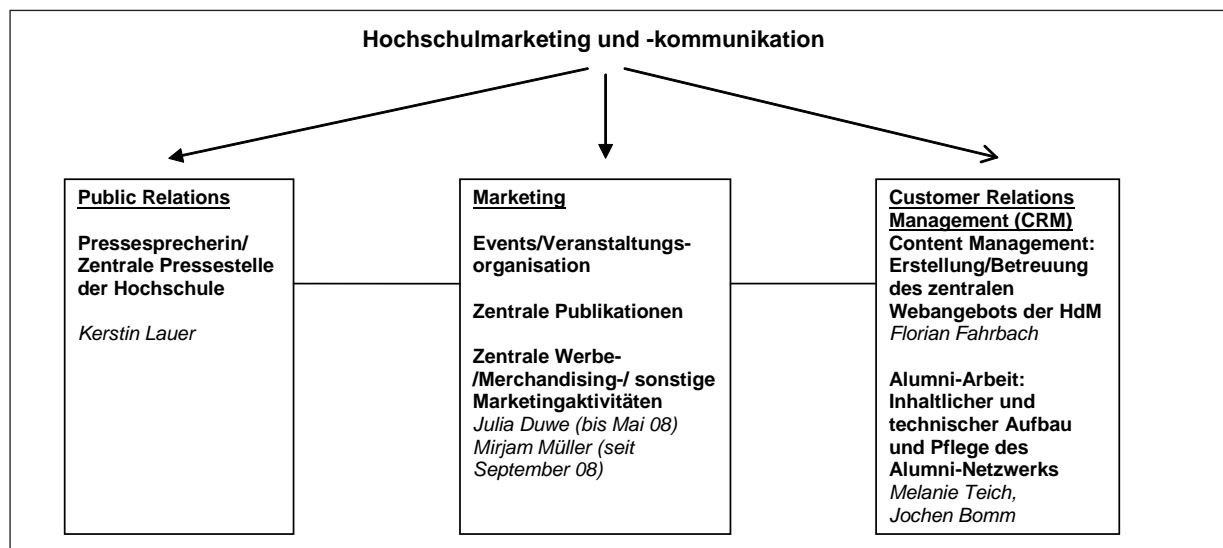 Hochschulmarketing und -kommunikation
Public Relations
Pressesprecherin/
Zentrale Pressestelle
der Hochschule
Kerstin Lauer
Marketing
Events/Veranstaltungs-
organisation
Zentrale Publikationen
Zentrale Werbe-
/Merchandising-/ sonstige
Marketingaktivitäten
Julia Duwe (bis Mai 08)
Mirjam Müller (seit
September 08)
Customer Relations
Management (CRM)
Content Management:
Erstellung/Betreuung
des zentralen
Webangebots der HdM
Florian Fahrbach
Alumni-Arbeit:
Inhaltlicher und
technischer Aufbau
und Pflege des
Alumni-Netzwerks
Melanie Teich,
Jochen Bomm